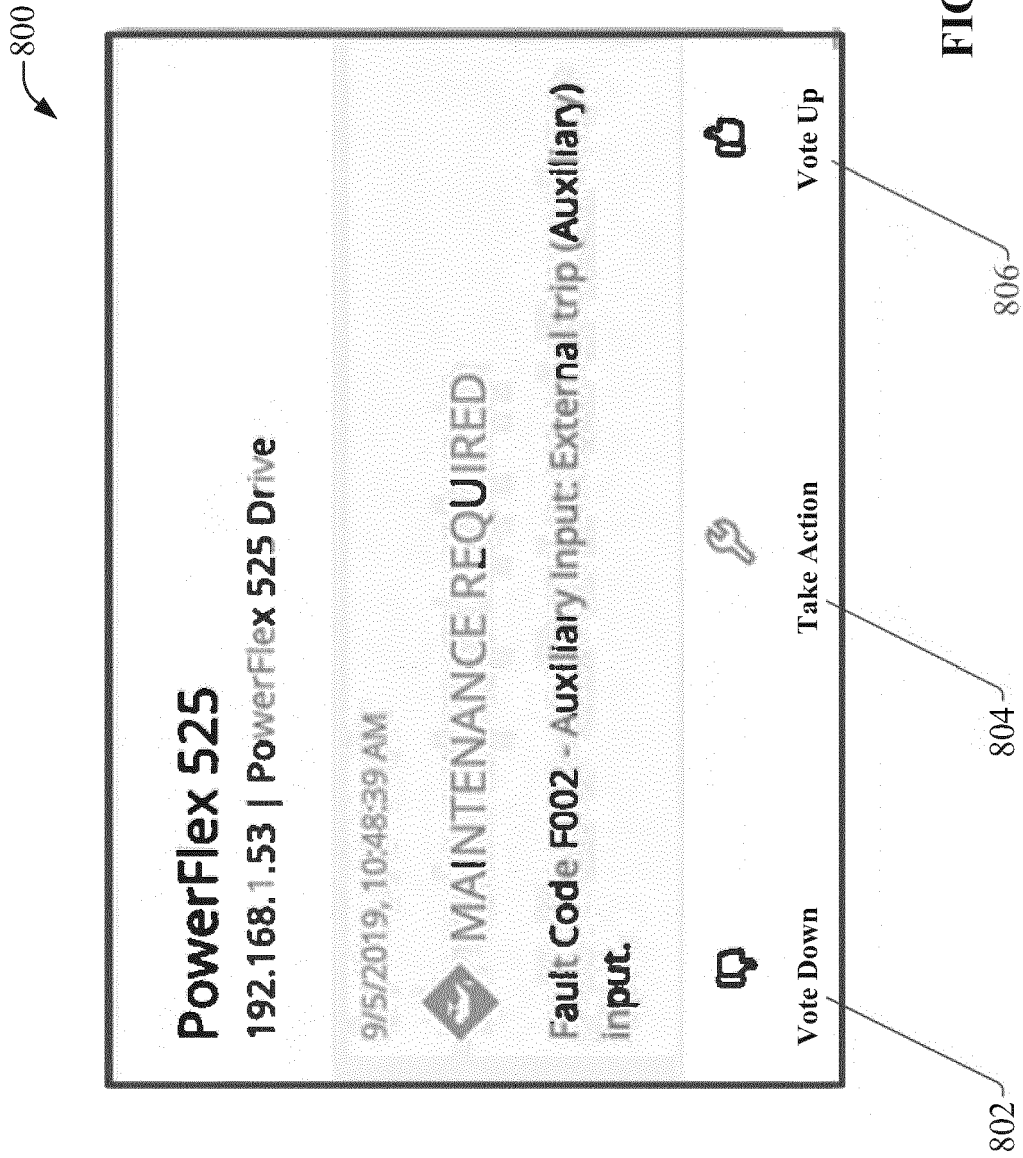 800
PowerFlex 525
192.168.1.53 | PowerFlex 525 Drive
9/5/2019, 10:48:39 AM
MAINTENANCE REQUIRED
Fault Code F002 - Auxiliary Input: External trip (Auxiliary)
input.
Vote Down
Take Action
Vote Up
802
804
806